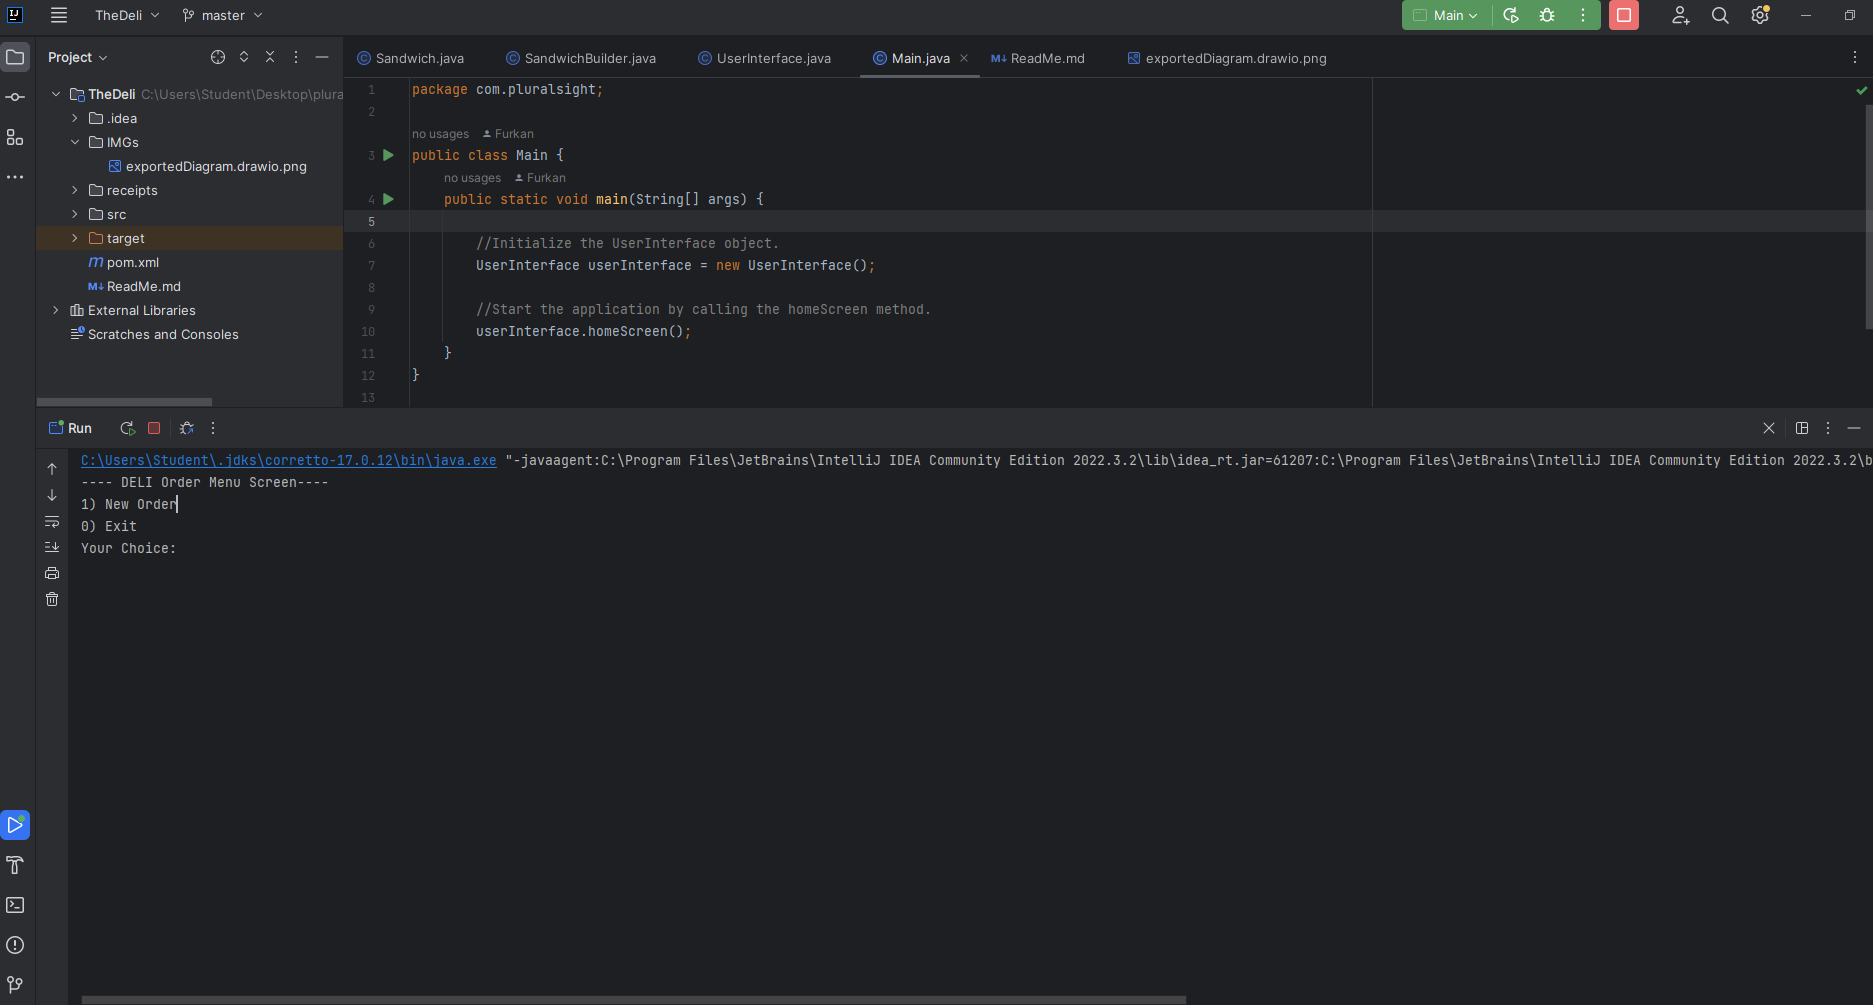 TheDeli master Main
Project
TheDeli C:\Users\Student\Desktop\plura
.idea
IMGs
exportedDiagram.drawio.png
receipts
src
target
pom.xml
ReadMe.md
External Libraries
Scratches and Consoles
Sandwich.java SandwichBuilder.java UserInterface.java Main.java ReadMe.md exportedDiagram.drawio.png
1 package com.pluralsight;
2
no usages Furkan
3 public class Main {
no usages Furkan
4 public static void main(String[] args) {
5
6 //Initialize the UserInterface object.
7 UserInterface userInterface = new UserInterface();
8
9 //Start the application by calling the homeScreen method.
10 userInterface.homeScreen();
11 }
12 }
13
Run
C:\Users\Student\.jdks\corretto-17.0.12\bin\java.exe "-javaagent:C:\Program Files\JetBrains\IntelliJ IDEA Community Edition 2022.3.2\lib\idea_rt.jar=61207:C:\Program Files\JetBrains\IntelliJ IDEA Community Edition 2022.3.2\b
---- DELI Order Menu Screen----
1) New Order
0) Exit
Your Choice: